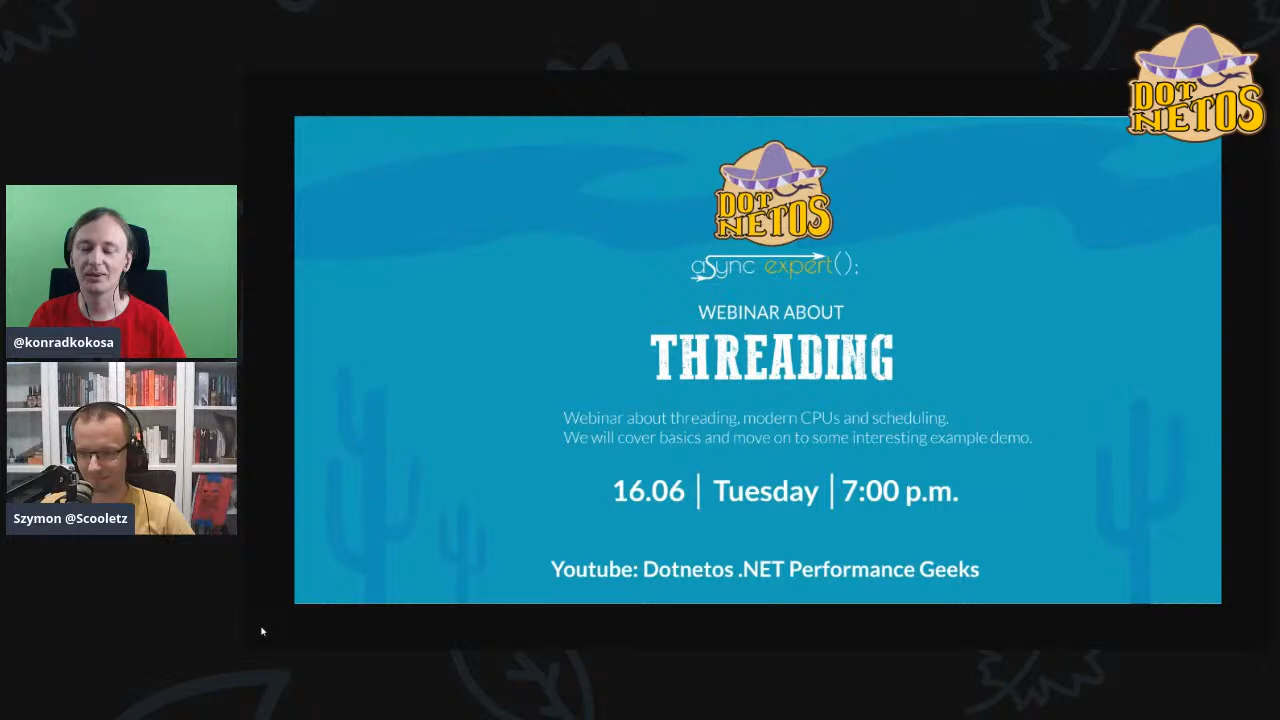 DOT
NETOS
DOT
NETOS
async expert();
WEBINAR ABOUT
THREADING
Webinar about threading, modern CPUs and scheduling.
We will cover basics and move on to some interesting example demo.
16.06 | Tuesday | 7:00 p.m.
Youtube: Dotnetos .NET Performance Geeks
@konradkokosa
Szymon @Scooletz